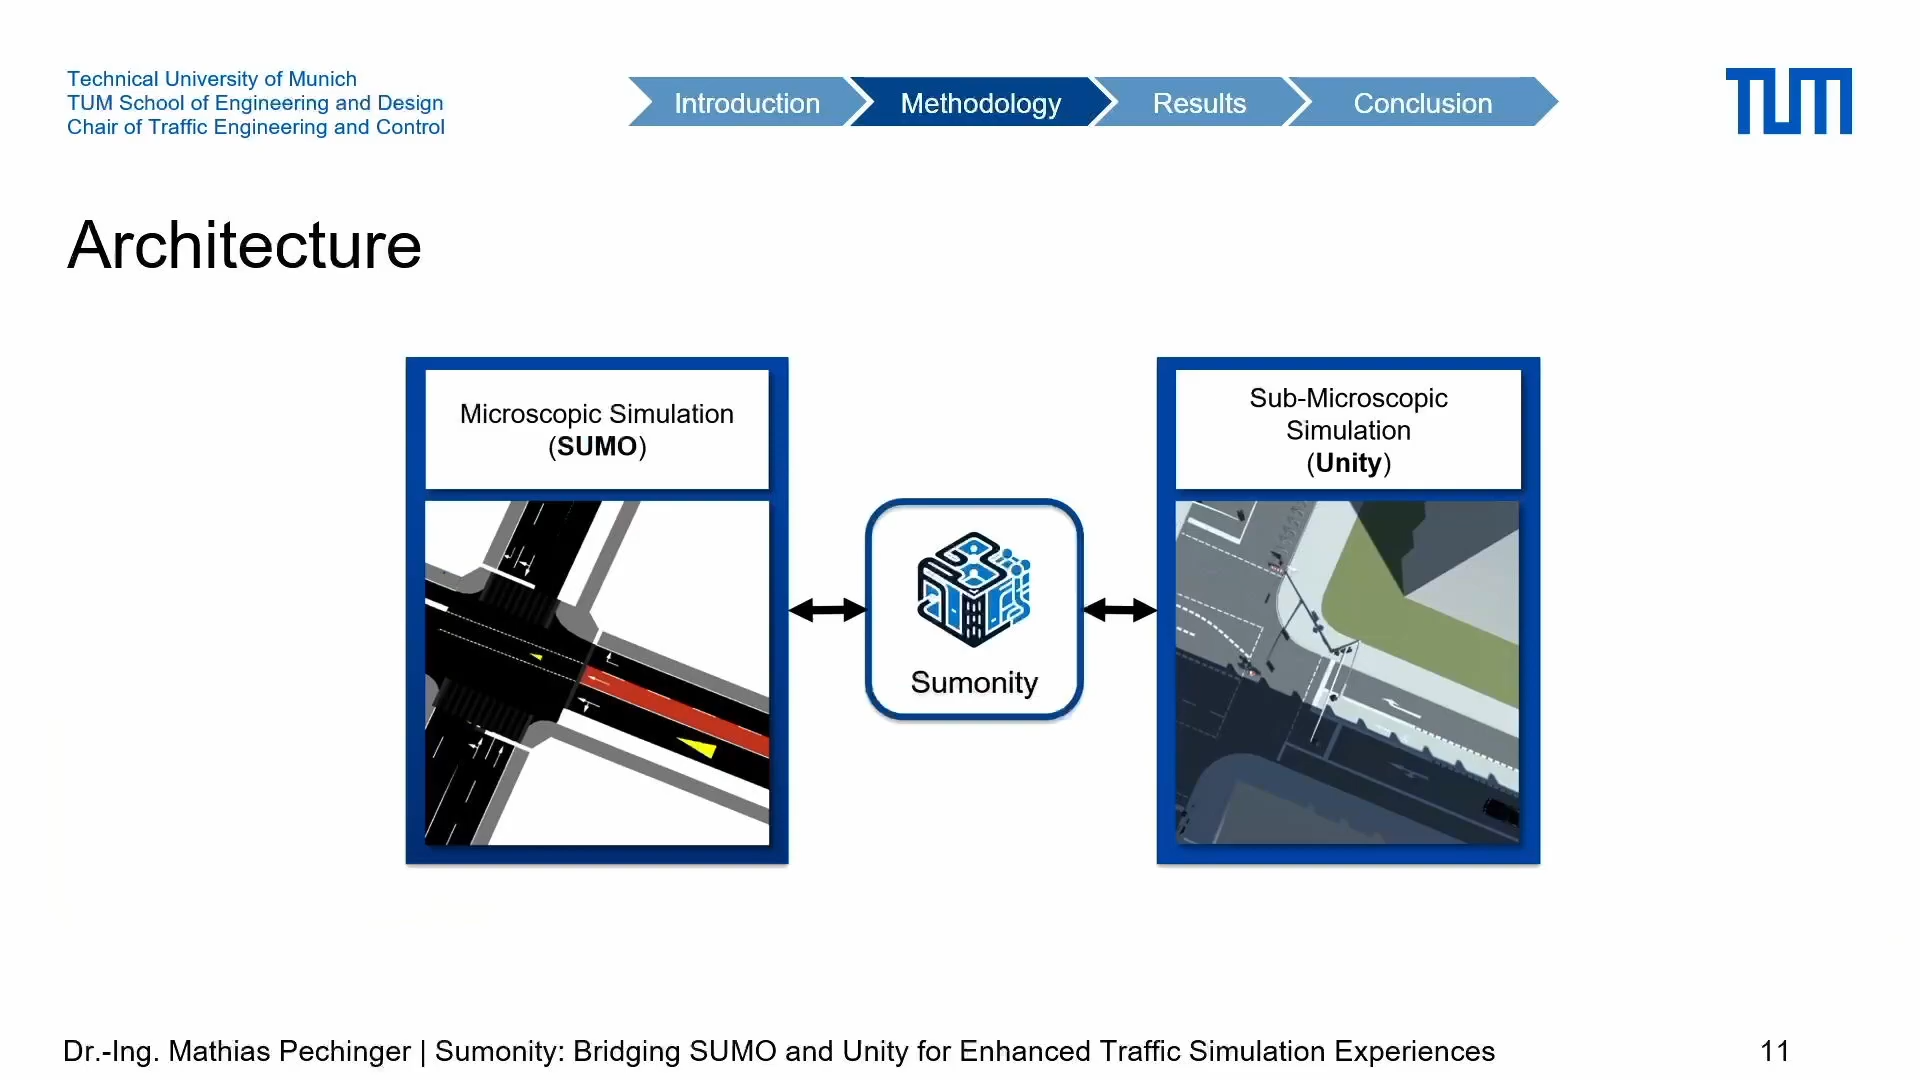 Technical University of Munich
TUM School of Engineering and Design
Chair of Traffic Engineering and Control
Introduction
Methodology
Results
Conclusion
TUM
Architecture
Microscopic Simulation
(SUMO)
Sub-Microscopic
Simulation
(Unity)
Sumonity
Dr.-Ing. Mathias Pechinger | Sumonity: Bridging SUMO and Unity for Enhanced Traffic Simulation Experiences
11